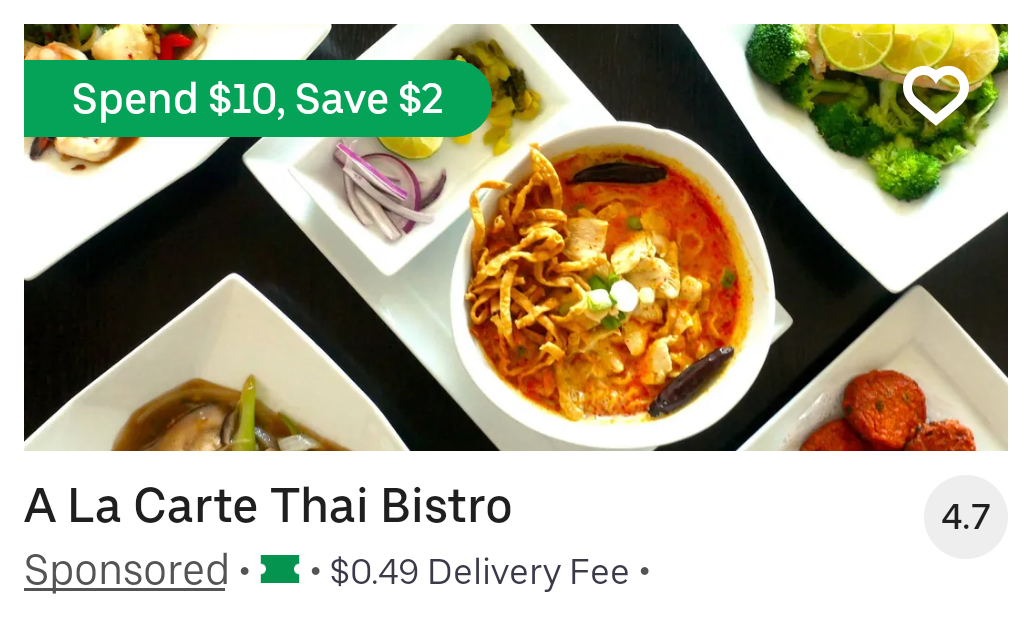 Spend $10, Save $2
A La Carte Thai Bistro
4.7
Sponsored • • $0.49 Delivery Fee •